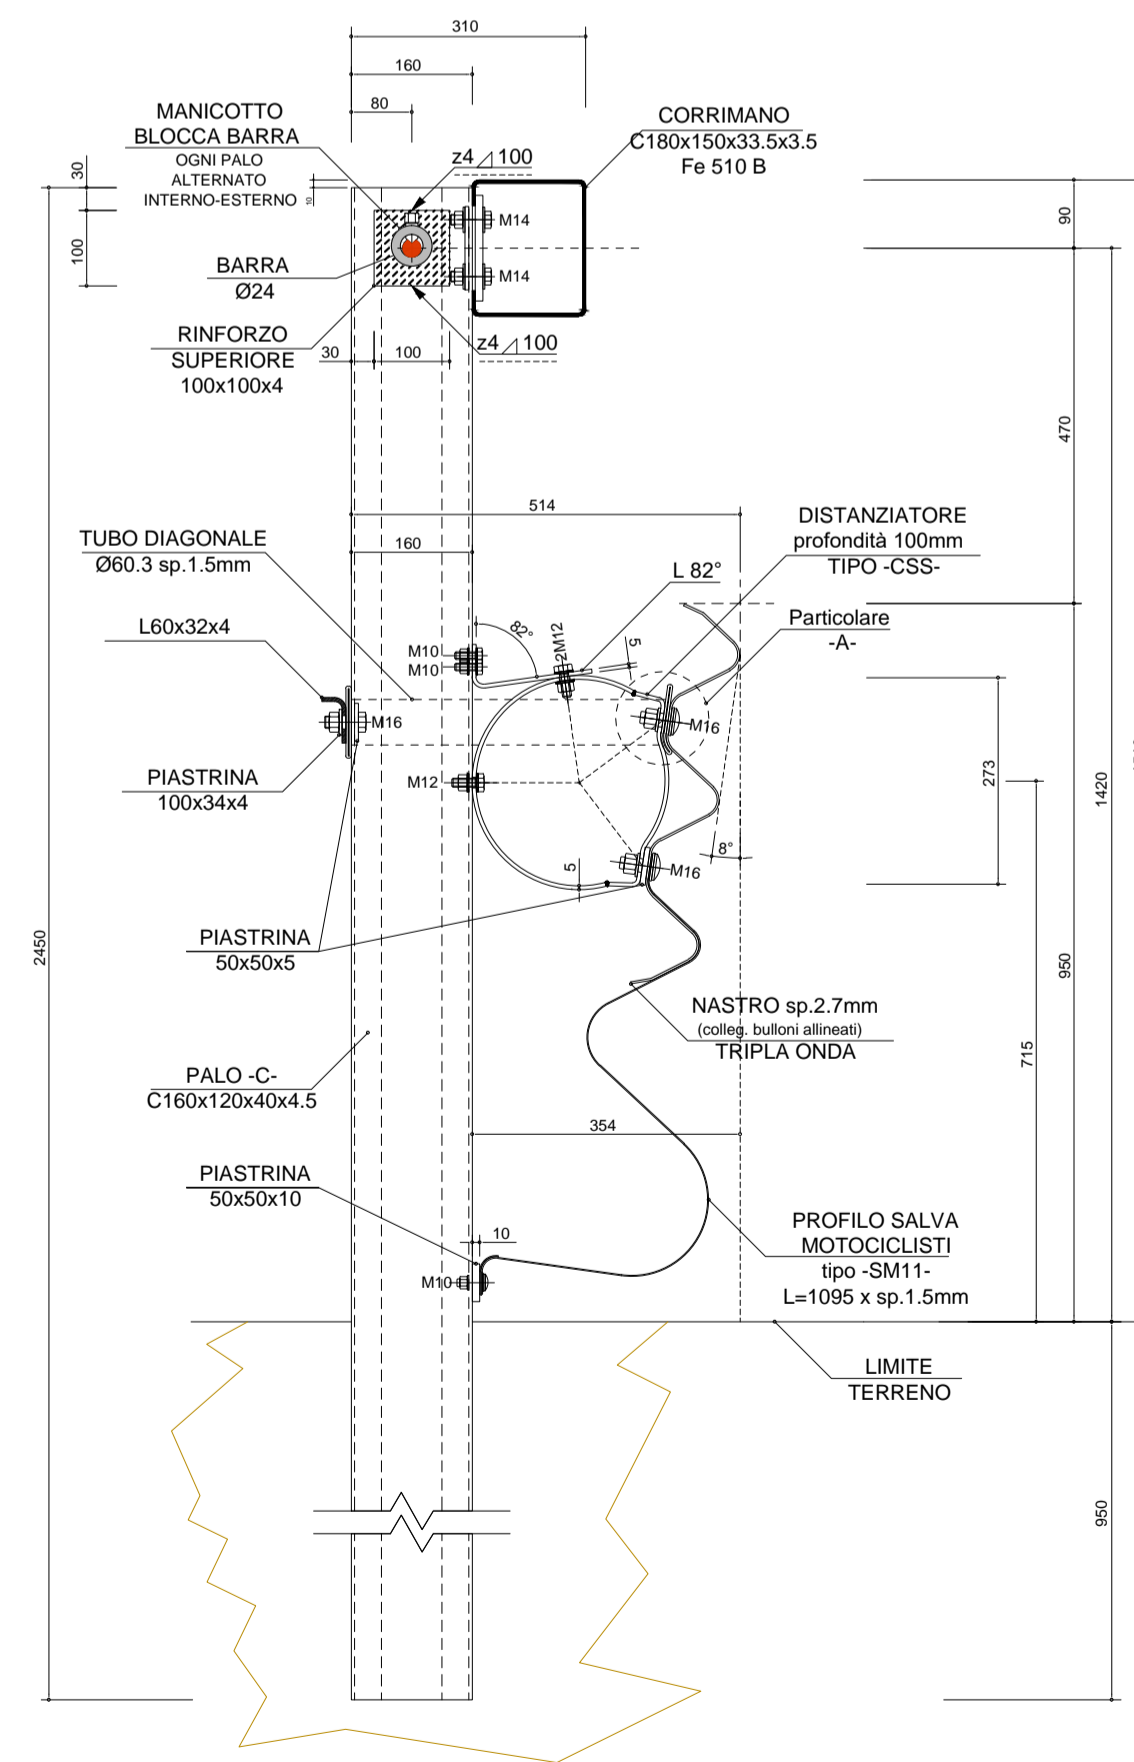 310
160
80
MANICOTTO
BLOCCA BARRA
OGNI PALO
ALTERNATO
INTERNO-ESTERNO
10
30
100
z4 100
CORRIMANO
C180x150x33.5x3.5
Fe 510 B
M14
M14
90
BARRA
Ø24
RINFORZO
SUPERIORE
100x100x4
30
100
z4 100
470
514
160
TUBO DIAGONALE
Ø60.3 sp.1.5mm
DISTANZIATORE
profondità 100mm
TIPO -CSS-
L 82°
L60x32x4
82°
2M12
5
Particolare
-A-
M10
M10
M16
M16
PIASTRINA
100x34x4
M12
273
1420
8°
5
M16
PIASTRINA
50x50x5
2450
950
NASTRO sp.2.7mm
(colleg. bulloni allineati)
TRIPLA ONDA
715
PALO -C-
C160x120x40x4.5
354
PIASTRINA
50x50x10
10
M10
PROFILO SALVA
MOTOCICLISTI
tipo -SM11-
L=1095 x sp.1.5mm
LIMITE
TERRENO
950